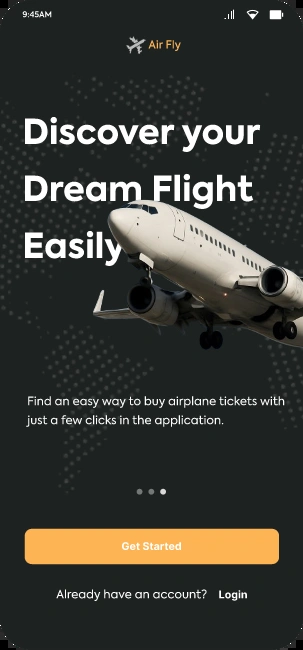 9:45AM
Air Fly
Discover your
Dream Flight
Easily
Find an easy way to buy airplane tickets with
just a few clicks in the application.
Get Started
Already have an account? Login